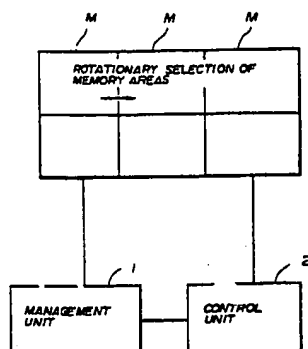 M M M
ROTATIONARY SELECTION OF
MEMORY AREAS
1 2
MANAGEMENT CONTROL
UNIT UNIT